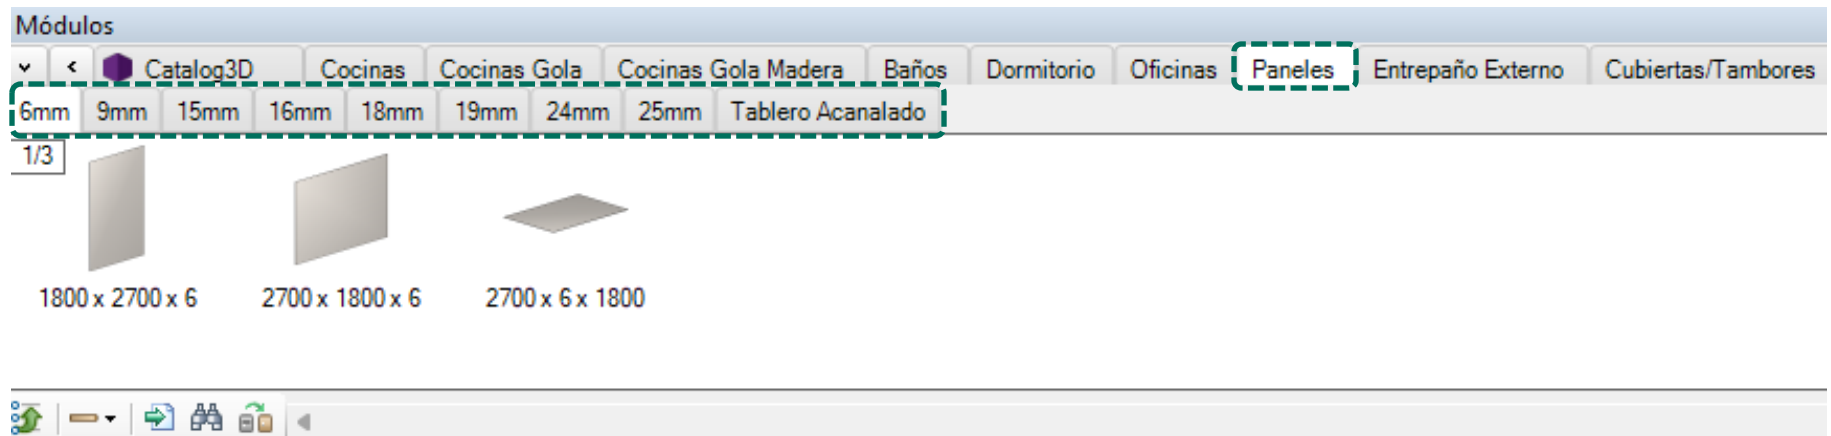 Módulos
Catalog3D Cocinas Cocinas Gola Cocinas Gola Madera Baños Dormitorio Oficinas Paneles Entrepaño Externo Cubiertas/Tambores
6mm 9mm 15mm 16mm 18mm 19mm 24mm 25mm Tablero Acanalado
1/3
1800 x 2700 x 6 2700 x 1800 x 6 2700 x 6 x 1800